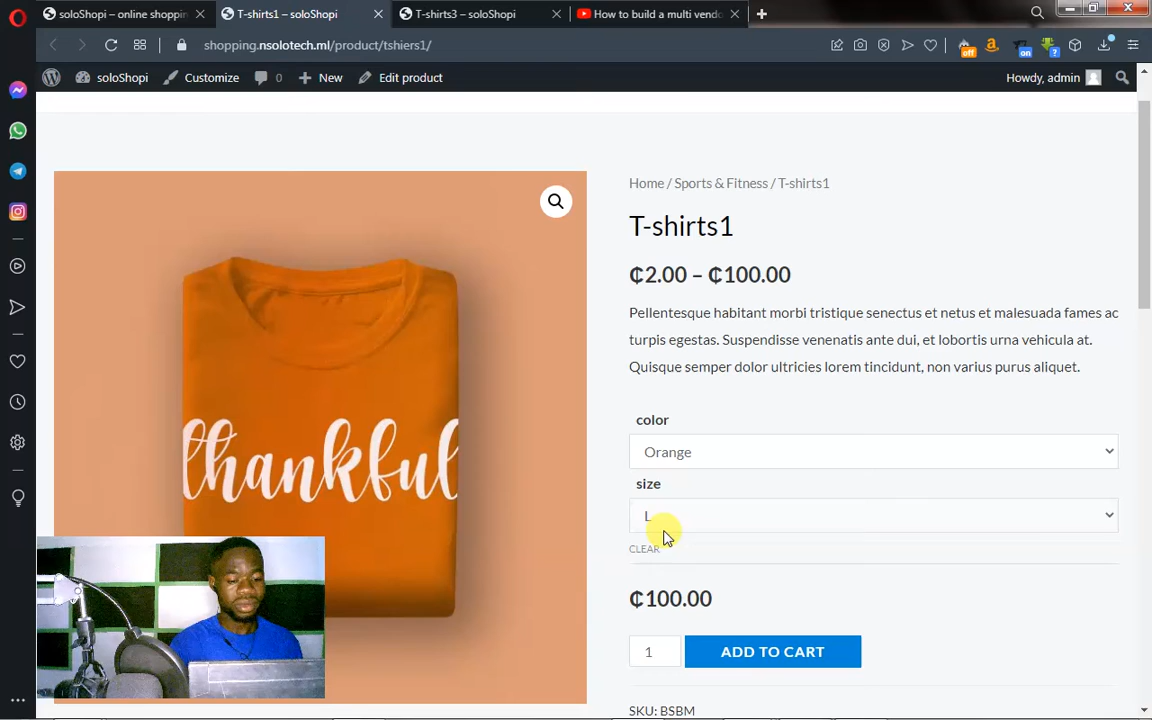 soloShopi – online shoppin
T-shirts1 – soloShopi
T-shirts3 – soloShopi
How to build a multi vendo
shopping.nsolotech.ml/product/tshiers1/
off
on
?
soloShopi
Customize
0
New
Edit product
Howdy, admin
Home / Sports & Fitness / T-shirts1
T-shirts1
₵2.00 – ₵100.00
Pellentesque habitant morbi tristique senectus et netus et malesuada fames ac
turpis egestas. Suspendisse venenatis ante dui, et lobortis urna vehicula at.
Quisque semper dolor ultricies lorem tincidunt, non varius purus aliquet.
thankful
color
Orange
size
L
CLEAR
₵100.00
1
ADD TO CART
SKU: BSBM